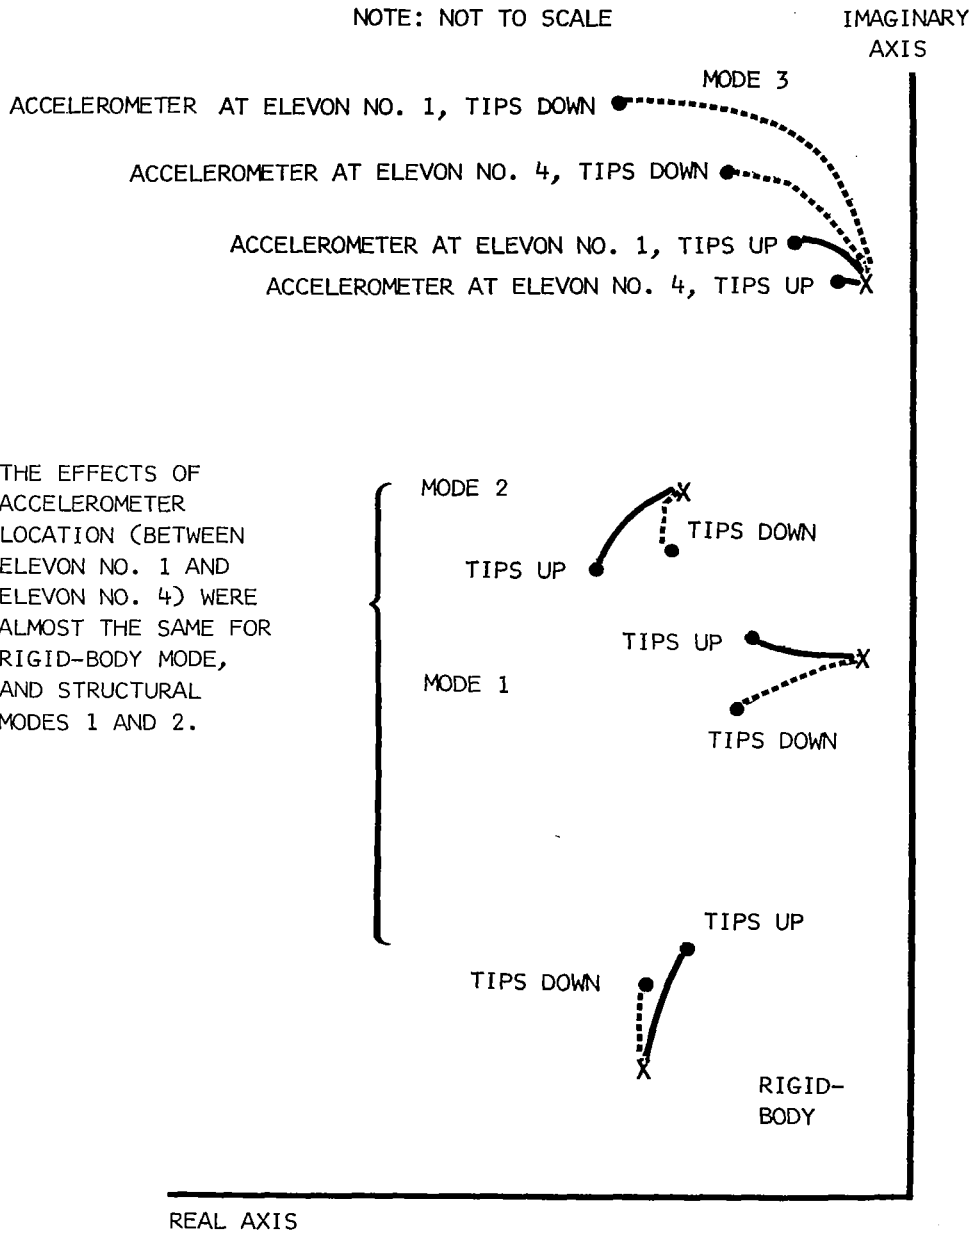 NOTE: NOT TO SCALE
IMAGINARY
AXIS
MODE 3
ACCELEROMETER AT ELEVON NO. 1, TIPS DOWN
ACCELEROMETER AT ELEVON NO. 4, TIPS DOWN
ACCELEROMETER AT ELEVON NO. 1, TIPS UP
ACCELEROMETER AT ELEVON NO. 4, TIPS UP
X
THE EFFECTS OF
ACCELEROMETER
LOCATION (BETWEEN
ELEVON NO. 1 AND
ELEVON NO. 4) WERE
ALMOST THE SAME FOR
RIGID-BODY MODE,
AND STRUCTURAL
MODES 1 AND 2.
MODE 2
X
TIPS DOWN
TIPS UP
TIPS UP
X
MODE 1
TIPS DOWN
TIPS UP
TIPS DOWN
X
RIGID-
BODY
REAL AXIS